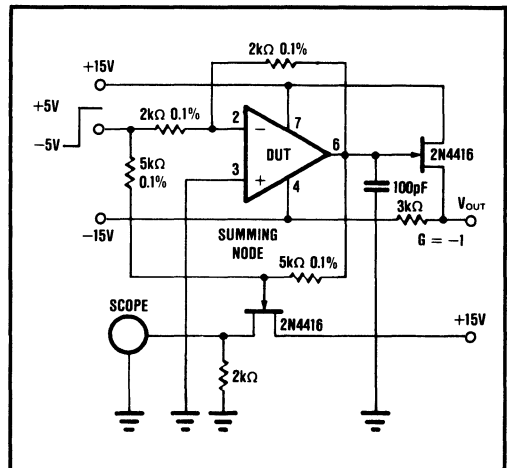 2kΩ 0.1%
+15V
+5V
-5V
2kΩ 0.1%
2
−
7
6
DUT
2N4416
5kΩ
0.1%
3
+
4
100pF
3kΩ
VOUT
-15V
SUMMING
NODE
G = -1
5kΩ 0.1%
SCOPE
2N4416
+15V
2kΩ